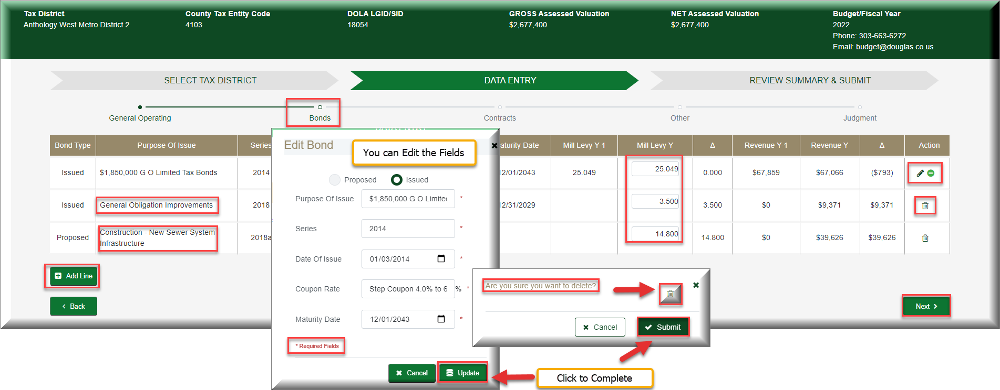 Tax District
Anthology West Metro District 2
County Tax Entity Code
4103
DOLA LGID/SID
18054
GROSS Assessed Valuation
$2,677,400
NET Assessed Valuation
$2,677,400
Budget/Fiscal Year
2022
Phone: 303-663-6272
Email: budget@douglas.co.us
SELECT TAX DISTRICT
DATA ENTRY
REVIEW SUMMARY & SUBMIT
General Operating
Bonds
Contracts
Other
Judgment
Bond Type Purpose Of Issue Series aturity Date Mill Levy Y-1 Mill Levy Y Δ Revenue Y-1 Revenue Y Δ Action
Issued $1,850,000 G O Limited Tax Bonds 2014 12/01/2043 25.049 25.049 0.000 $67,859 $67,066 ($793)
Issued General Obligation Improvements 2018 12/31/2029 3.500 3.500 $0 $9,371 $9,371
Proposed Construction - New Sewer System
Infrastructure 2018a 14.800 14.800 $0 $39,626 $39,626
Add Line
Back
Next
Edit Bond
You can Edit the Fields
Proposed Issued
Purpose Of Issue $1,850,000 G O Limite *
Series 2014 *
Date Of Issue 01/03/2014 *
Coupon Rate Step Coupon 4.0% to 6 % *
Maturity Date 12/01/2043 *
* Required Fields
Cancel Update
Are you sure you want to delete?
Cancel Submit
Click to Complete